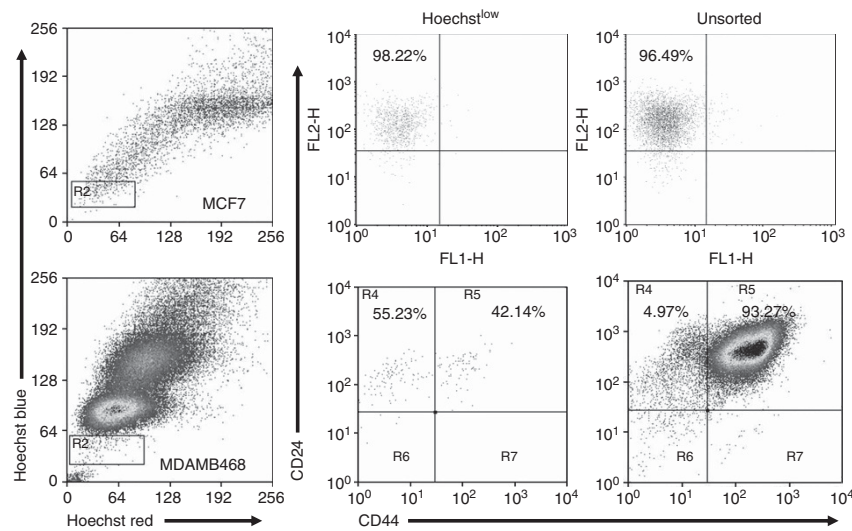 Hoechst^low Unsorted
256
192
128
64
0
R2
MCF7
0 64 128 192 256
Hoechst blue
Hoechst red
10^4
10^3
10^2
10^1
10^0
98.22%
FL2-H
10^0 10^1 10^2 10^3
FL1-H
10^4
10^3
10^2
10^1
10^0
96.49%
FL2-H
10^0 10^1 10^2 10^3
FL1-H
256
192
128
64
0
R2
MDAMB468
0 64 128 192 256
CD24
CD44
10^4
10^3
10^2
10^1
10^0
R4 R5
55.23% 42.14%
R6 R7
10^0 10^1 10^2 10^3 10^4
10^4
10^3
10^2
10^1
10^0
R4 R5
4.97% 93.27%
R6 R7
10^0 10^1 10^2 10^3 10^4